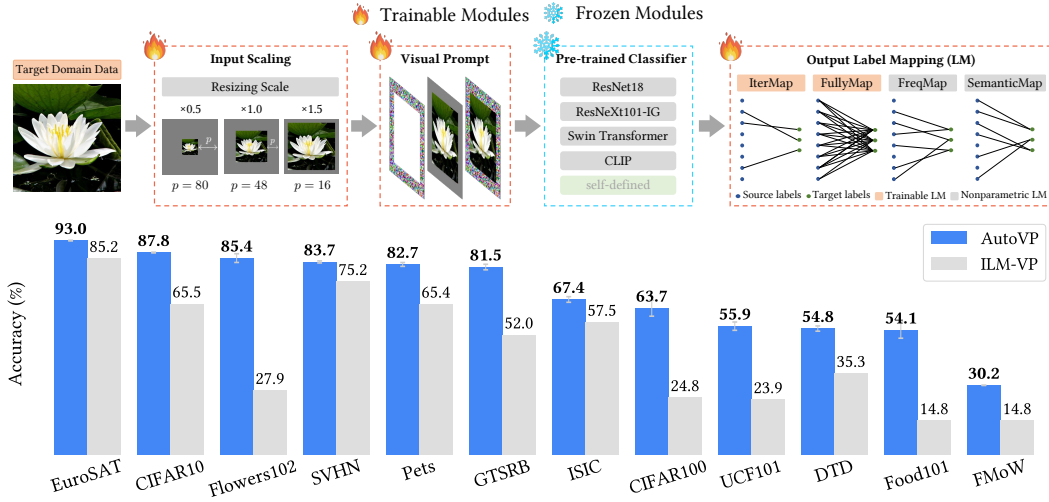 Trainable Modules
Frozen Modules
Target Domain Data
Input Scaling
Resizing Scale
×0.5
×1.0
×1.5
p
p
p = 80
p = 48
p = 16
Visual Prompt
Pre-trained Classifier
ResNet18
ResNeXt101-IG
Swin Transformer
CLIP
self-defined
Output Label Mapping (LM)
IterMap
FullyMap
FreqMap
SemanticMap
Source labels
Target labels
Trainable LM
Nonparametric LM
AutoVP
ILM-VP
Accuracy (%)
93.0
85.2
87.8
65.5
85.4
27.9
83.7
75.2
82.7
65.4
81.5
52.0
67.4
57.5
63.7
24.8
55.9
23.9
54.8
35.3
54.1
14.8
30.2
14.8
EuroSAT
CIFAR10
Flowers102
SVHN
Pets
GTSRB
ISIC
CIFAR100
UCF101
DTD
Food101
FMoW